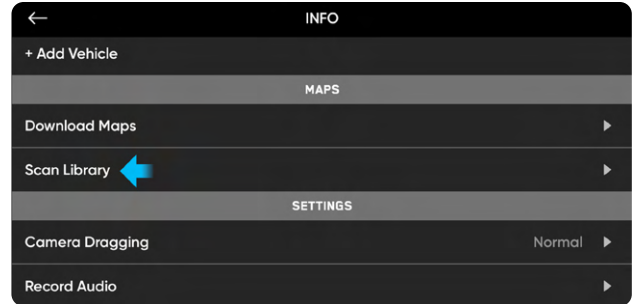 INFO
+ Add Vehicle
MAPS
Download Maps
Scan Library
SETTINGS
Camera Dragging Normal
Record Audio